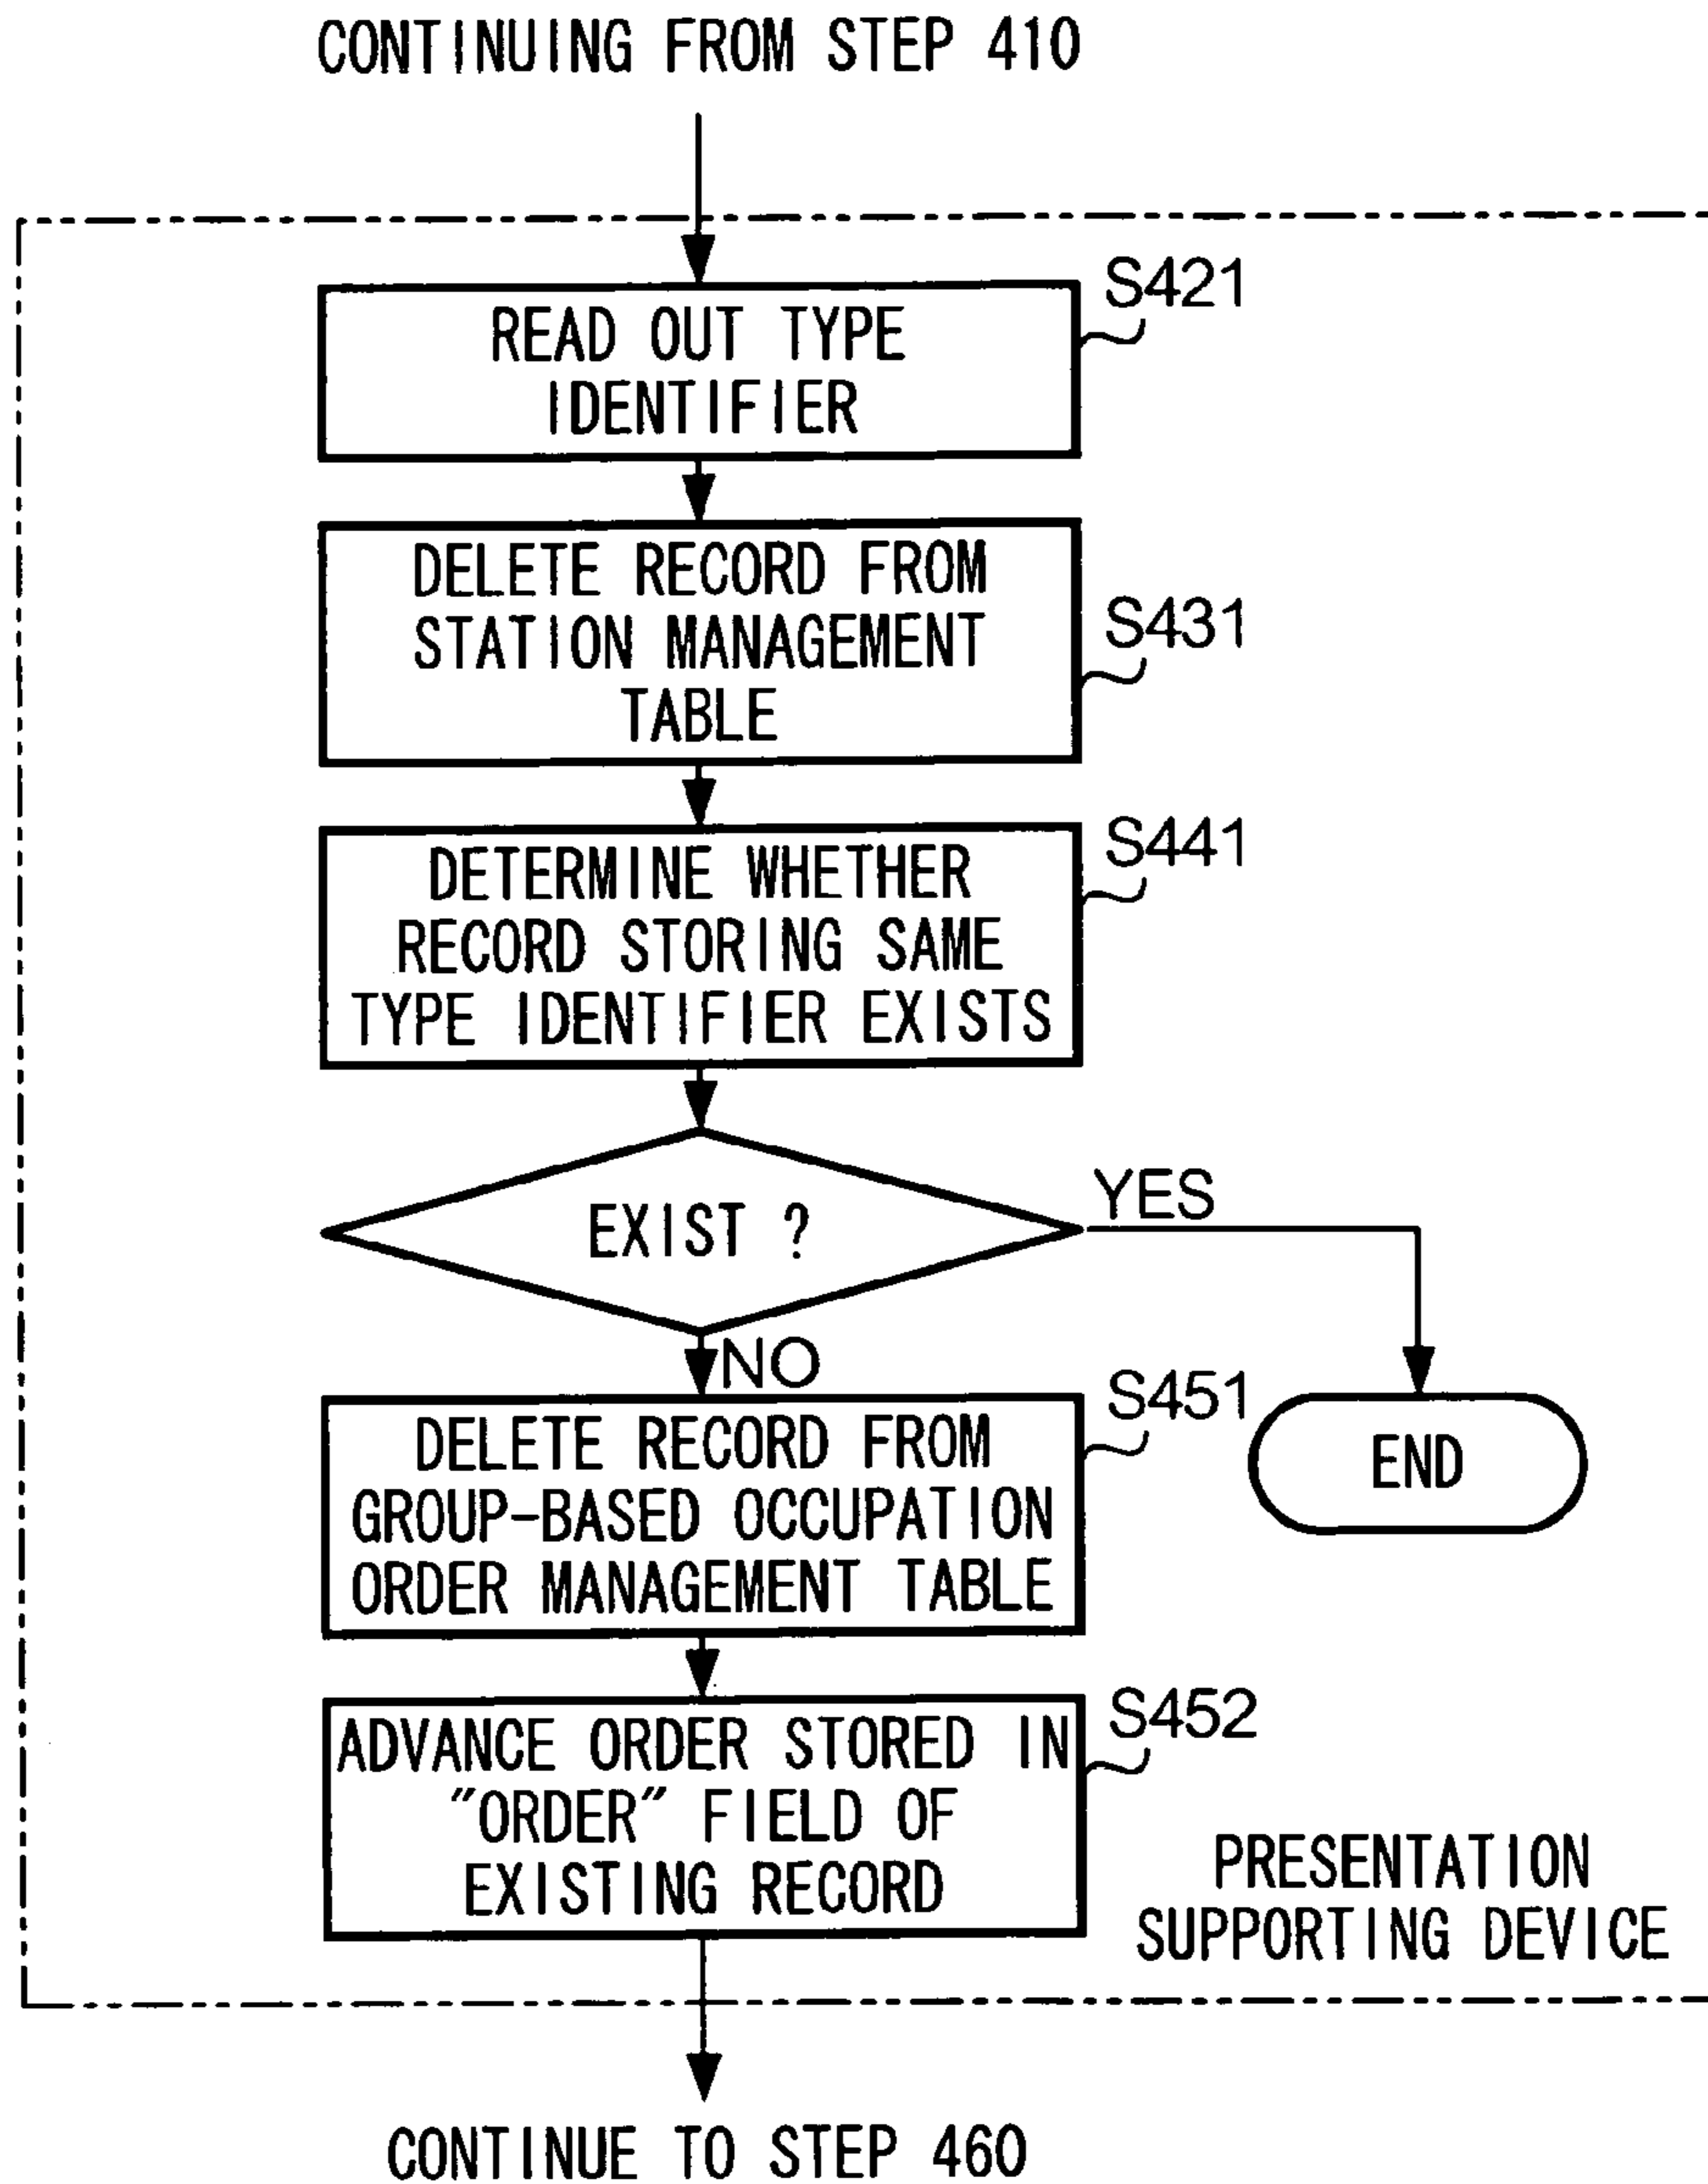 CONTINUING FROM STEP 410
S421
READ OUT TYPE
IDENTIFIER
DELETE RECORD FROM
STATION MANAGEMENT
TABLE
S431
S441
DETERMINE WHETHER
RECORD STORING SAME
TYPE IDENTIFIER EXISTS
EXIST ?
YES
NO
S451
DELETE RECORD FROM
GROUP-BASED OCCUPATION
ORDER MANAGEMENT TABLE
END
S452
ADVANCE ORDER STORED IN
"ORDER" FIELD OF
EXISTING RECORD
PRESENTATION
SUPPORTING DEVICE
CONTINUE TO STEP 460